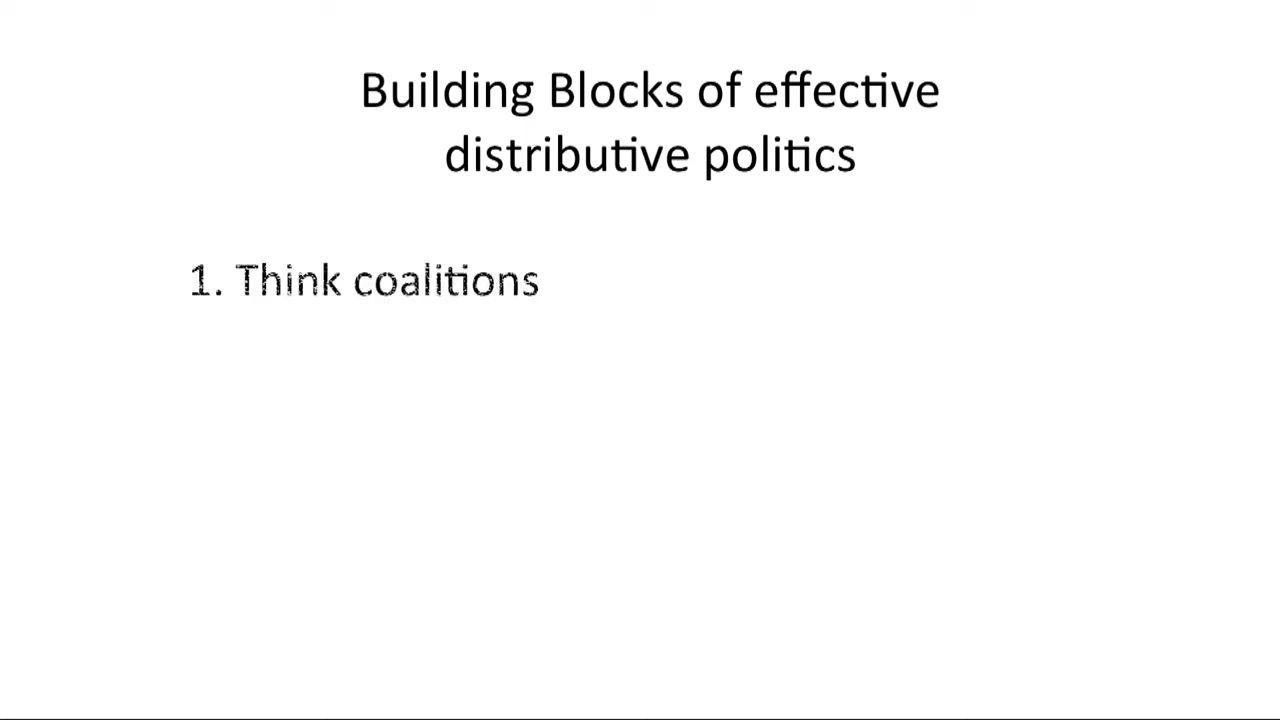 Building Blocks of effective
distributive politics
1. Think coalitions